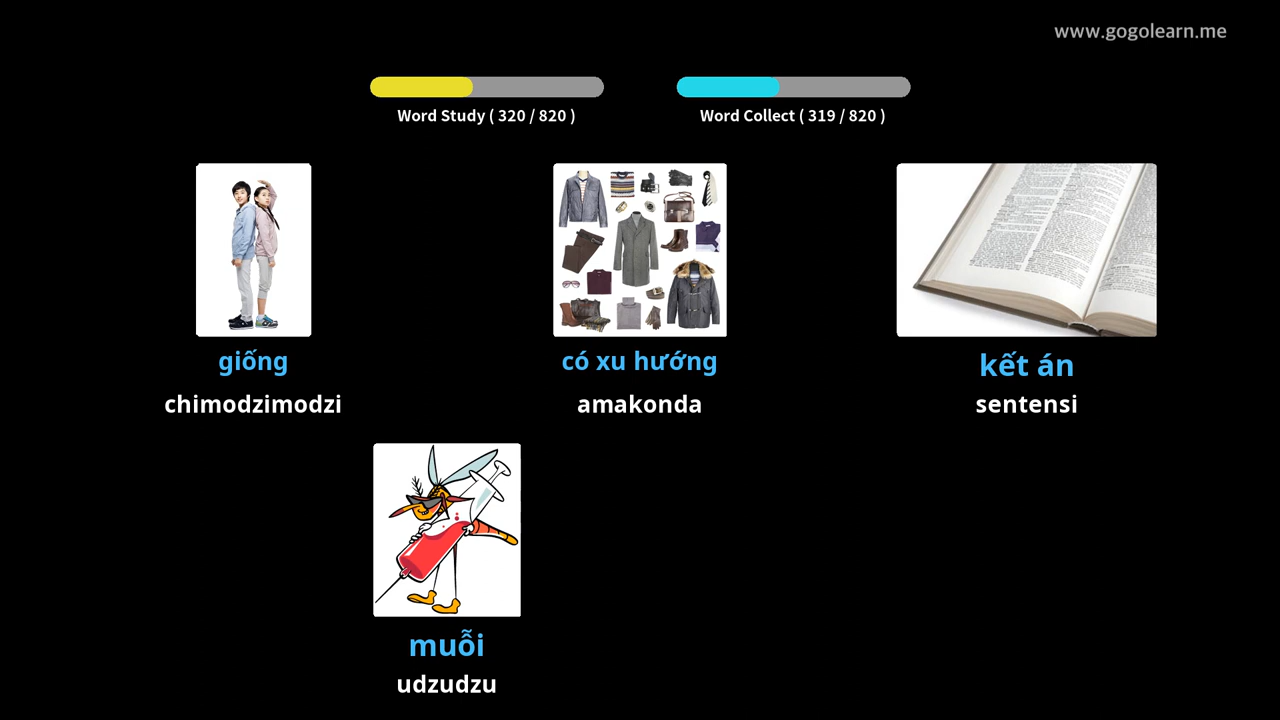 www.gogolearn.me
Word Study ( 320 / 820 )
Word Collect ( 319 / 820 )
giống
chimodzimodzi
có xu hướng
amakonda
kết án
sentensi
muỗi
udzudzu